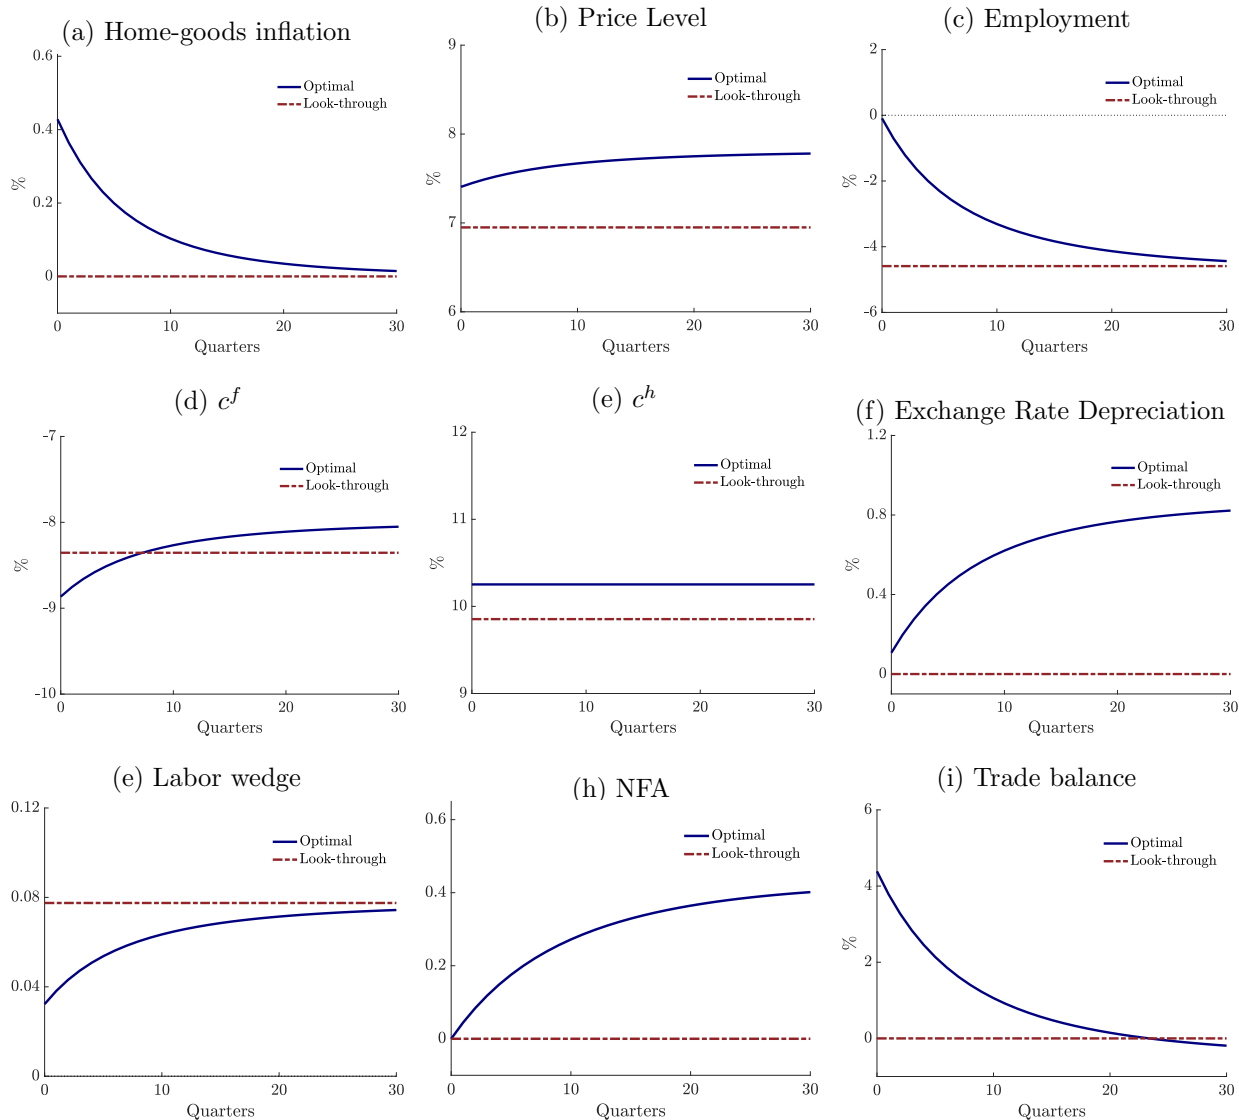 (a) Home-goods inflation
0.6
0.4
0.2
0
%
0
10
20
30
Quarters
Optimal
Look-through
(b) Price Level
9
8
7
6
%
0
10
20
30
Quarters
Optimal
Look-through
(c) Employment
2
0
-2
-4
-6
%
0
10
20
30
Quarters
Optimal
Look-through
(d) c^f
-7
-8
-9
-10
%
0
10
20
30
Quarters
Optimal
Look-through
(e) c^h
12
11
10
9
%
0
10
20
30
Quarters
Optimal
Look-through
(f) Exchange Rate Depreciation
1.2
0.8
0.4
0
%
0
10
20
30
Quarters
Optimal
Look-through
(e) Labor wedge
0.12
0.08
0.04
0
0
10
20
30
Quarters
Optimal
Look-through
(h) NFA
0.6
0.4
0.2
0
0
10
20
30
Quarters
Optimal
Look-through
(i) Trade balance
6
4
2
0
%
0
10
20
30
Quarters
Optimal
Look-through